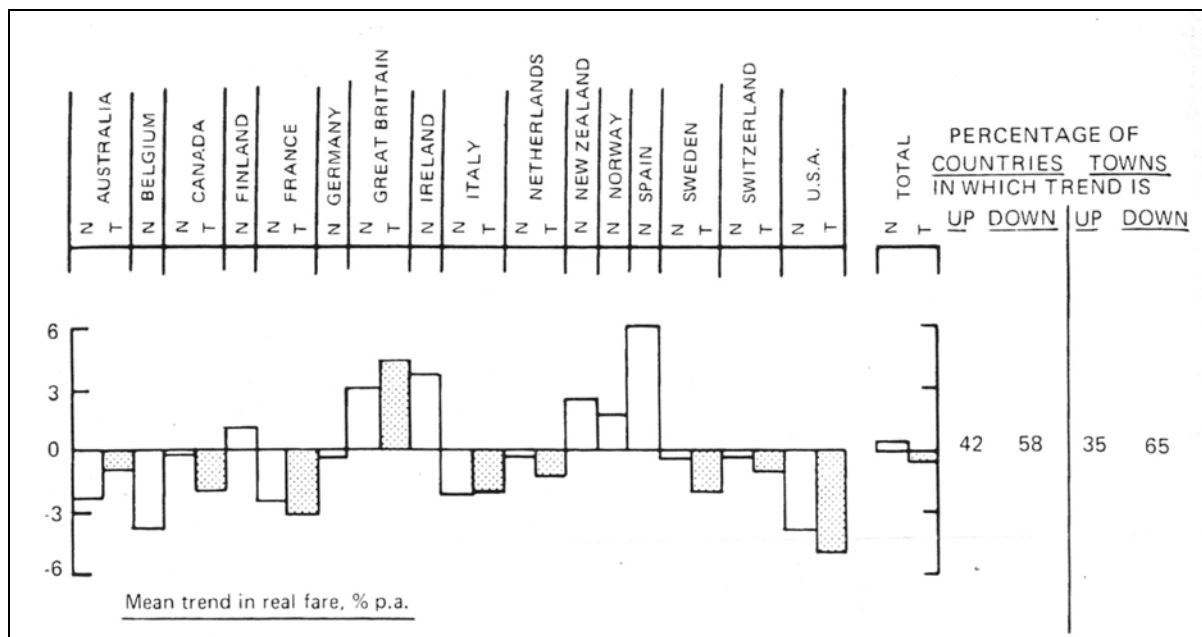 AUSTRALIA
BELGIUM
CANADA
FINLAND
FRANCE
GERMANY
GREAT BRITAIN
IRELAND
ITALY
NETHERLANDS
NEW ZEALAND
NORWAY
SPAIN
SWEDEN
SWITZERLAND
U.S.A.
TOTAL
N T N N T N N T N N T N N T N T N N N N T N T N T N T
PERCENTAGE OF
COUNTRIES TOWNS
IN WHICH TREND IS
UP DOWN UP DOWN
6
3
0
-3
-6
42 58 35 65
Mean trend in real fare, % p.a.